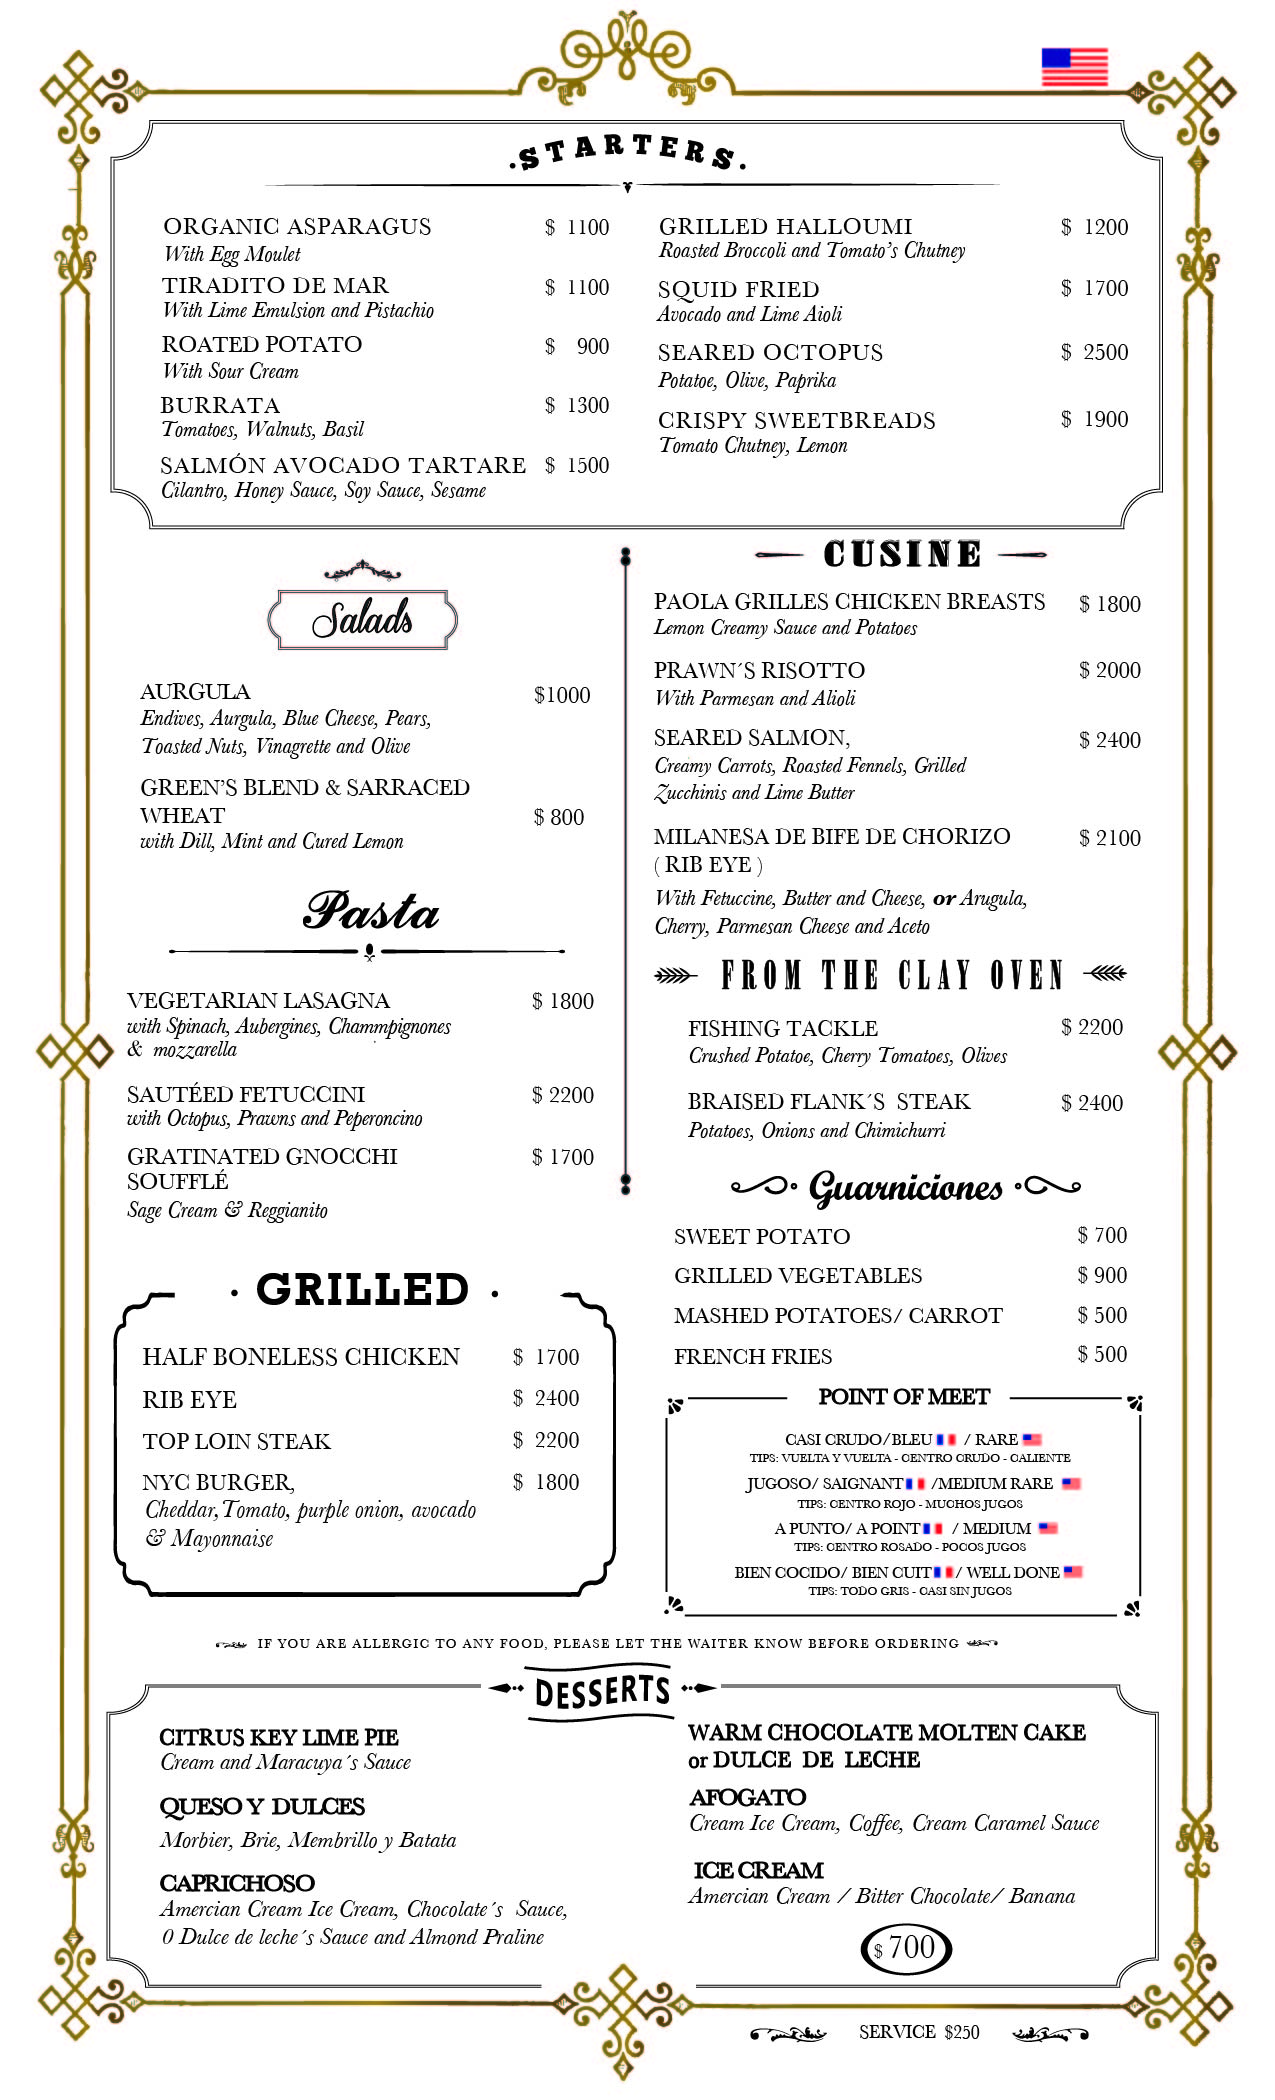 .STARTERS.
ORGANIC ASPARAGUS $ 1100
With Egg Moulet
TIRADITO DE MAR $ 1100
With Lime Emulsion and Pistachio
ROATED POTATO $ 900
With Sour Cream
BURRATA $ 1300
Tomatoes, Walnuts, Basil
SALMÓN AVOCADO TARTARE $ 1500
Cilantro, Honey Sauce, Soy Sauce, Sesame
GRILLED HALLOUMI $ 1200
Roasted Broccoli and Tomato's Chutney
SQUID FRIED $ 1700
Avocado and Lime Aioli
SEARED OCTOPUS $ 2500
Potatoe, Olive, Paprika
CRISPY SWEETBREADS $ 1900
Tomato Chutney, Lemon
Salads
AURGULA $1000
Endives, Aurgula, Blue Cheese, Pears,
Toasted Nuts, Vinagrette and Olive
GREEN'S BLEND & SARRACED
WHEAT $ 800
with Dill, Mint and Cured Lemon
Pasta
VEGETARIAN LASAGNA $ 1800
with Spinach, Aubergines, Chammpignones
& mozzarella
SAUTÉED FETUCCINI $ 2200
with Octopus, Prawns and Peperoncino
GRATINATED GNOCCHI $ 1700
SOUFFLÉ
Sage Cream & Reggianito
· GRILLED ·
HALF BONELESS CHICKEN $ 1700
RIB EYE $ 2400
TOP LOIN STEAK $ 2200
NYC BURGER, $ 1800
Cheddar, Tomato, purple onion, avocado
& Mayonnaise
CUSINE
PAOLA GRILLES CHICKEN BREASTS $ 1800
Lemon Creamy Sauce and Potatoes
PRAWN´S RISOTTO $ 2000
With Parmesan and Alioli
SEARED SALMON, $ 2400
Creamy Carrots, Roasted Fennels, Grilled
Zucchinis and Lime Butter
MILANESA DE BIFE DE CHORIZO $ 2100
( RIB EYE )
With Fetuccine, Butter and Cheese, or Arugula,
Cherry, Parmesan Cheese and Aceto
FROM THE CLAY OVEN
FISHING TACKLE $ 2200
Crushed Potatoe, Cherry Tomatoes, Olives
BRAISED FLANK´S STEAK $ 2400
Potatoes, Onions and Chimichurri
Guarniciones
SWEET POTATO $ 700
GRILLED VEGETABLES $ 900
MASHED POTATOES/ CARROT $ 500
FRENCH FRIES $ 500
POINT OF MEET
CASI CRUDO/BLEU / RARE
TIPS: VUELTA Y VUELTA - CENTRO CRUDO - CALIENTE
JUGOSO/ SAIGNANT /MEDIUM RARE
TIPS: CENTRO ROJO - MUCHOS JUGOS
A PUNTO/ A POINT / MEDIUM
TIPS: CENTRO ROSADO - POCOS JUGOS
BIEN COCIDO/ BIEN CUIT / WELL DONE
TIPS: TODO GRIS - CASI SIN JUGOS
IF YOU ARE ALLERGIC TO ANY FOOD, PLEASE LET THE WAITER KNOW BEFORE ORDERING
DESSERTS
CITRUS KEY LIME PIE
Cream and Maracuya´s Sauce
QUESO Y DULCES
Morbier, Brie, Membrillo y Batata
CAPRICHOSO
Amercian Cream Ice Cream, Chocolate´s Sauce,
0 Dulce de leche´s Sauce and Almond Praline
WARM CHOCOLATE MOLTEN CAKE
or DULCE DE LECHE
AFOGATO
Cream Ice Cream, Coffee, Cream Caramel Sauce
ICE CREAM
Amercian Cream / Bitter Chocolate/ Banana
$ 700
SERVICE $250